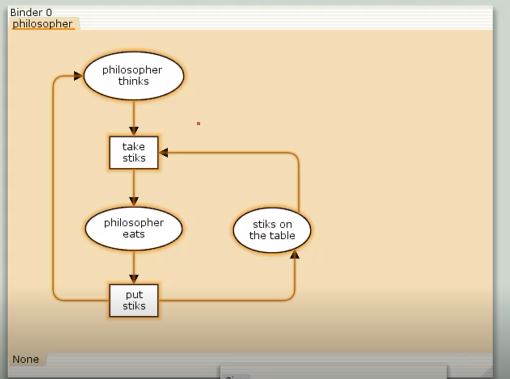 Binder 0
philosopher
philosopher
thinks
take
stiks
philosopher
eats
stiks on
the table
put
stiks
None